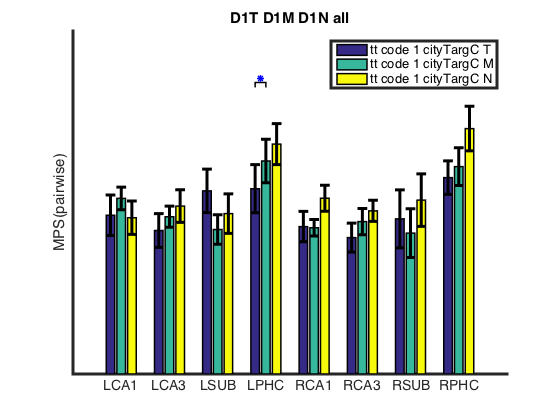 D1T D1M D1N all
tt code 1 cityTargC T
tt code 1 cityTargC M
tt code 1 cityTargC N
*
MPS(pairwise)
LCA1 LCA3 LSUB LPHC RCA1 RCA3 RSUB RPHC